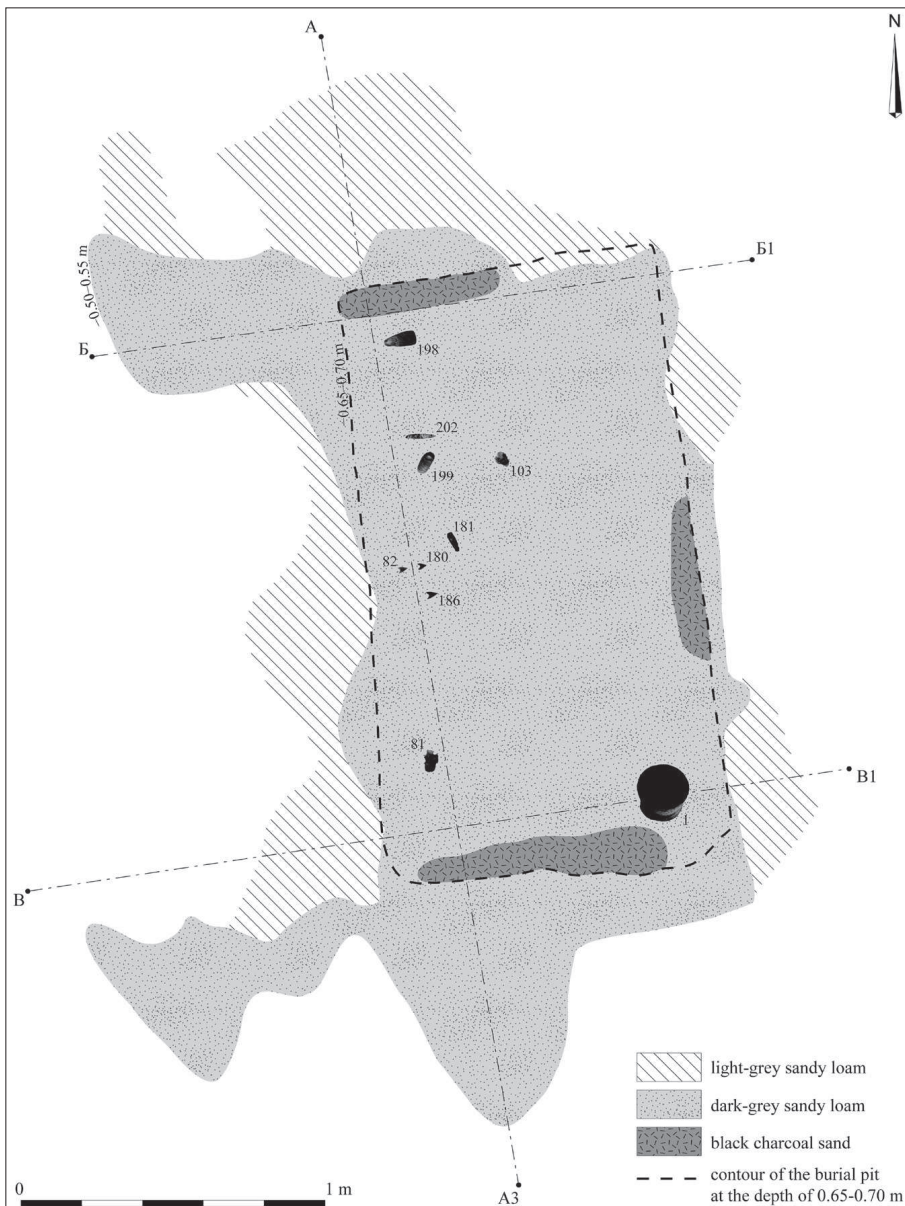 A
N
Б1
–0.50–0.55 m
Б
–0.65–0.70 m
198
202
199
103
181
82
180
186
81
B1
1
B
light-grey sandy loam
dark-grey sandy loam
black charcoal sand
contour of the burial pit
at the depth of 0.65-0.70 m
0
1 m
A3